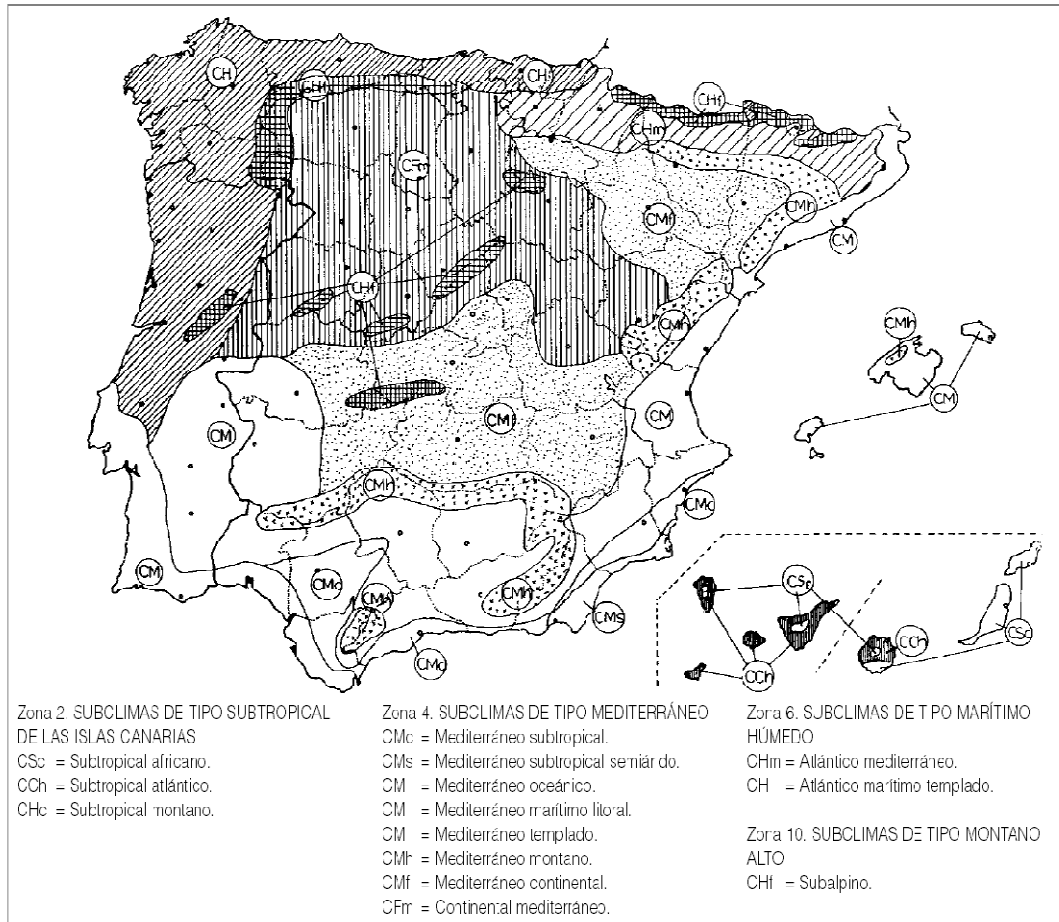 CH
CHf
CH
CHf
CHm
CFm
CMh
CMf
CM
CHf
CMh
CMh
CM
CM
CM
CMf
CMh
CMc
CM
CMc
CMh
CMh
CMs
CMc
CSc
CCh
CSc
CCh
Zona 2. SUBCLIMAS DE TIPO SUBTROPICAL
DE LAS ISLAS CANARIAS
CSc = Subtropical africano.
CCh = Subtropical atlántico.
CHc = Subtropical montano.
Zona 4. SUBCLIMAS DE TIPO MEDITERRÁNEO
CMc = Mediterráneo subtropical.
CMs = Mediterráneo subtropical semiárido.
CM = Mediterráneo oceánico.
CM = Mediterráneo marítimo litoral.
CM = Mediterráneo templado.
CMh = Mediterráneo montano.
CMf = Mediterráneo continental.
CFm = Continental mediterráneo.
Zona 6. SUBCLIMAS DE TIPO MARÍTIMO
HÚMEDO
CHm = Atlántico mediterráneo.
CH = Atlántico marítimo templado.
Zona 10. SUBCLIMAS DE TIPO MONTANO
ALTO
CHf = Subalpino.